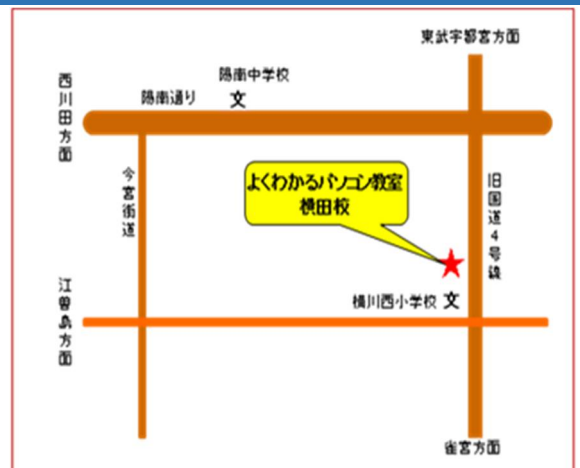 東武宇都宮方面
陽南中学校
文
陽南通り
西川田方面
今宮街道
よくわかるパソコン教室
横田校
旧国道4号線
江曽島方面
横川西小学校 文
雀宮方面